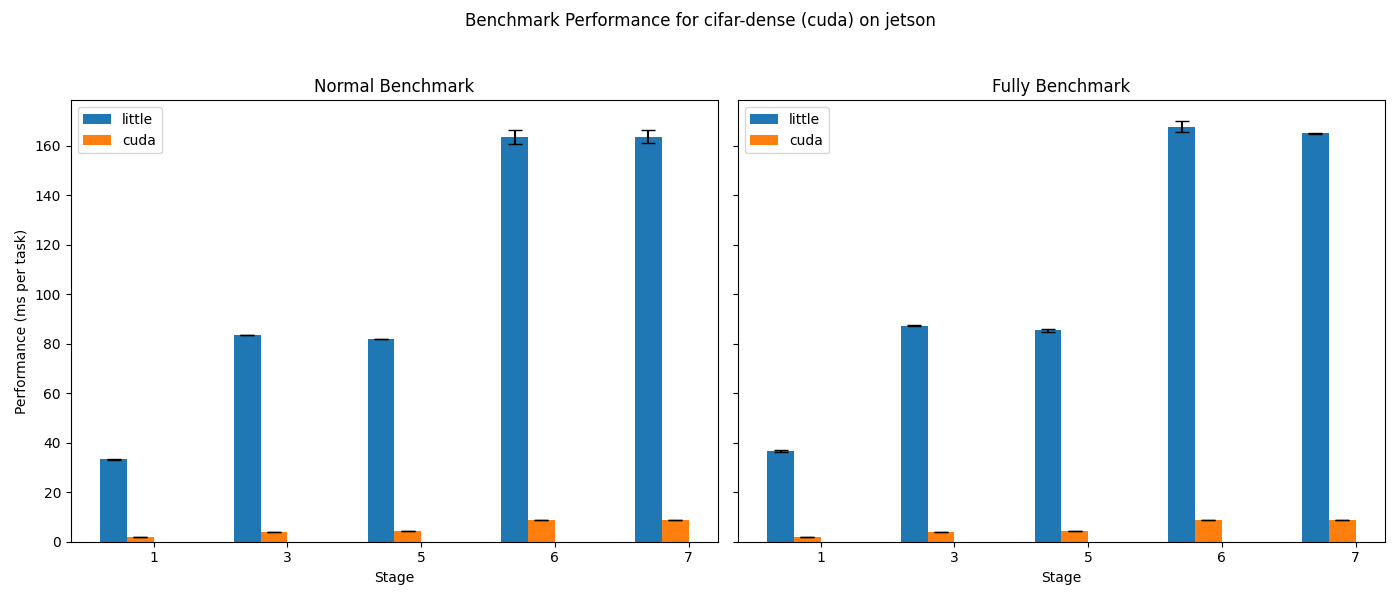 Benchmark Performance for cifar-dense (cuda) on jetson
Normal Benchmark
little
cuda
Performance (ms per task)
160
140
120
100
80
60
40
20
0
1 3 5 6 7
Stage
Fully Benchmark
little
cuda
1 3 5 6 7
Stage